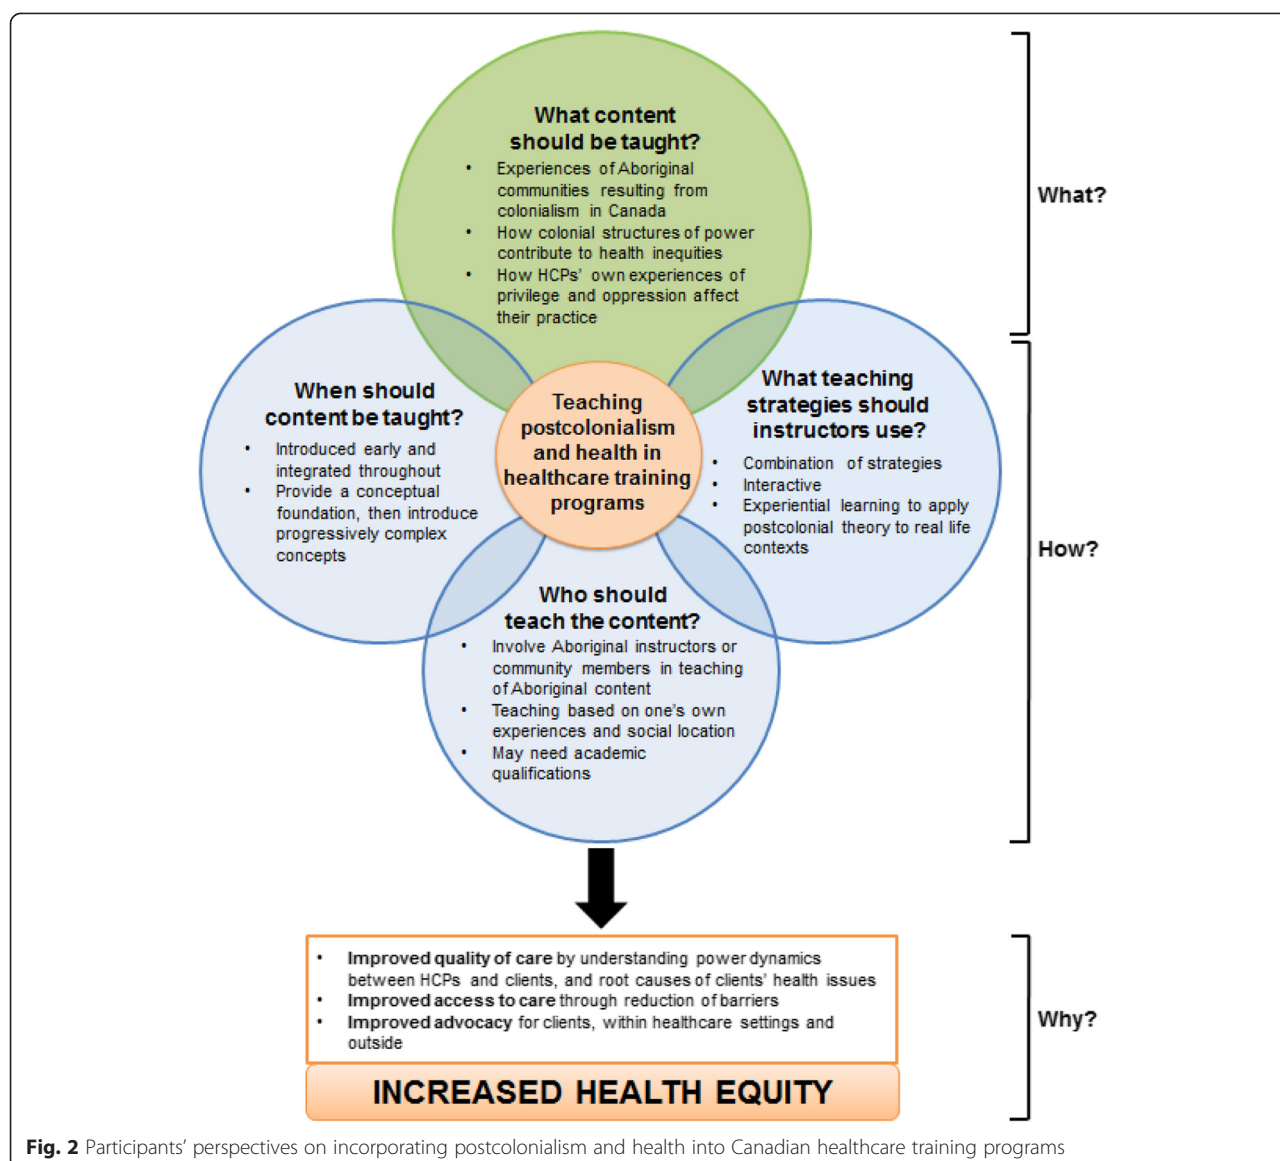 What content
should be taught?
• Experiences of Aboriginal
communities resulting from
colonialism in Canada
• How colonial structures of power
contribute to health inequities
• How HCPs' own experiences of
privilege and oppression affect
their practice
What?
When should
content be taught?
• Introduced early and
integrated throughout
• Provide a conceptual
foundation, then introduce
progressively complex
concepts
Teaching
postcolonialism
and health in
healthcare training
programs
What teaching
strategies should
instructors use?
• Combination of strategies
• Interactive
• Experiential learning to apply
postcolonial theory to real life
contexts
How?
Who should
teach the content?
• Involve Aboriginal instructors or
community members in teaching
of Aboriginal content
• Teaching based on one's own
experiences and social location
• May need academic
qualifications
• Improved quality of care by understanding power dynamics
between HCPs and clients, and root causes of clients' health issues
• Improved access to care through reduction of barriers
• Improved advocacy for clients, within healthcare settings and
outside
Why?
INCREASED HEALTH EQUITY
Fig. 2 Participants' perspectives on incorporating postcolonialism and health into Canadian healthcare training programs